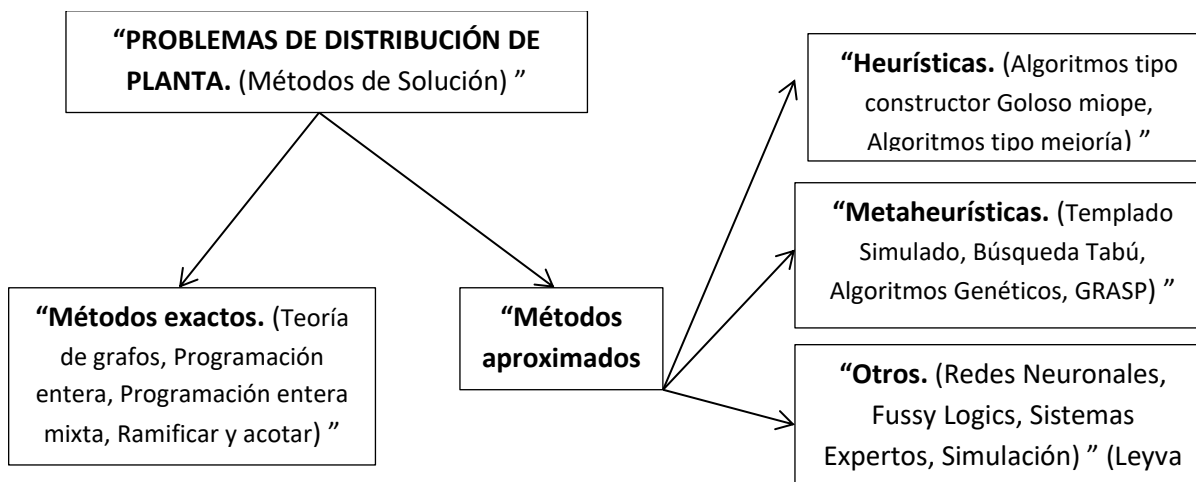 “PROBLEMAS DE DISTRIBUCIÓN DE
PLANTA. (Métodos de Solución) ”
“Heurísticas. (Algoritmos tipo
constructor Goloso miope,
Algoritmos tipo mejoría) ”
“Metaheurísticas. (Templado
Simulado, Búsqueda Tabú,
Algoritmos Genéticos, GRASP) ”
“Métodos exactos. (Teoría
de grafos, Programación
entera, Programación entera
mixta, Ramificar y acotar) ”
“Métodos
aproximados
“Otros. (Redes Neuronales,
Fussy Logics, Sistemas
Expertos, Simulación) ” (Leyva